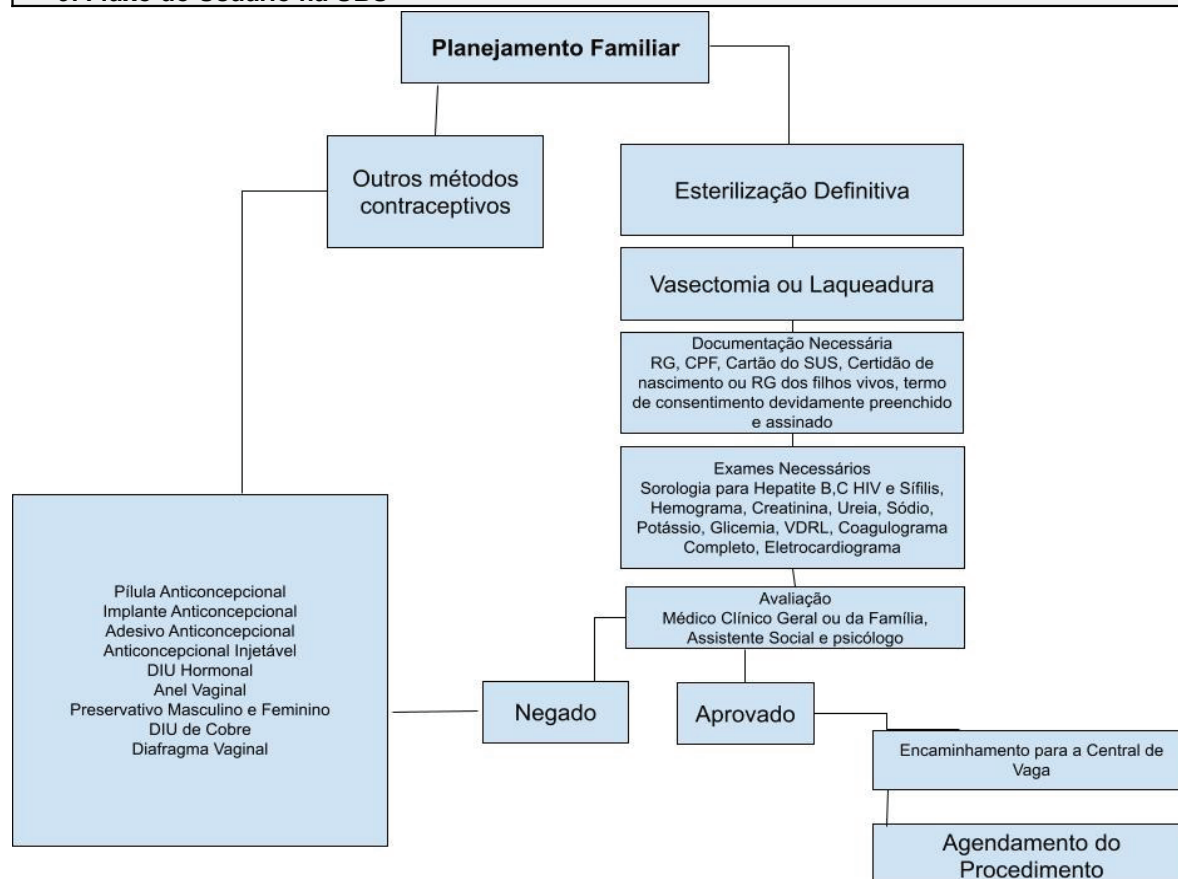 Planejamento Familiar
Outros métodos
contraceptivos
Esterilização Definitiva
Vasectomia ou Laqueadura
Documentação Necessária
RG, CPF, Cartão do SUS, Certidão de
nascimento ou RG dos filhos vivos, termo
de consentimento devidamente preenchido
e assinado
Exames Necessários
Sorologia para Hepatite B,C HIV e Sífilis,
Hemograma, Creatinina, Ureia, Sódio,
Potássio, Glicemia, VDRL, Coagulograma
Completo, Eletrocardiograma
Avaliação
Médico Clínico Geral ou da Família,
Assistente Social e psicólogo
Pílula Anticoncepcional
Implante Anticoncepcional
Adesivo Anticoncepcional
Anticoncepcional Injetável
DIU Hormonal
Anel Vaginal
Preservativo Masculino e Feminino
DIU de Cobre
Diafragma Vaginal
Negado
Aprovado
Encaminhamento para a Central de
Vaga
Agendamento do
Procedimento